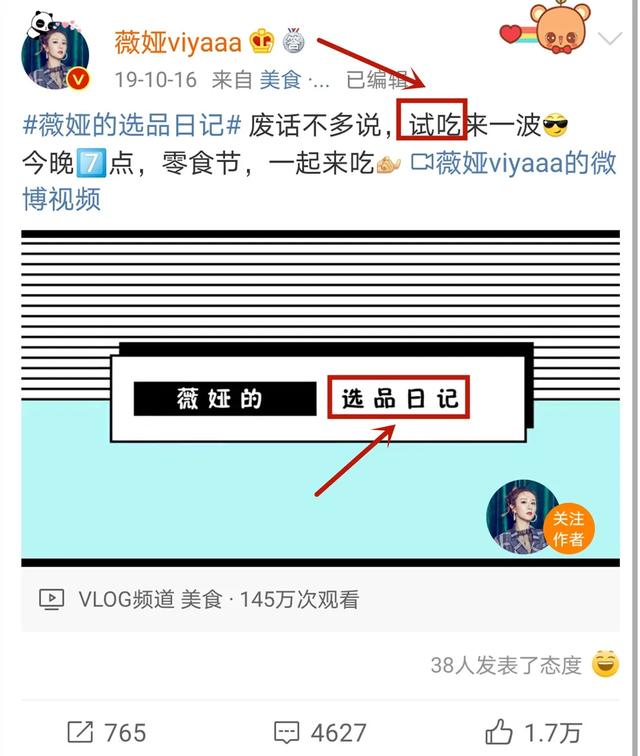 薇娅viyaaa
19-10-16 来自 美食 ·... 已编辑
#薇娅的选品日记# 废话不多说，试吃来一波😎
今晚7️⃣点，零食节，一起来吃 薇娅viyaaa的微
博视频
薇娅的 选品日记
关注
作者
VLOG频道 美食 · 145万次观看
38人发表了态度
765 4627 1.7万